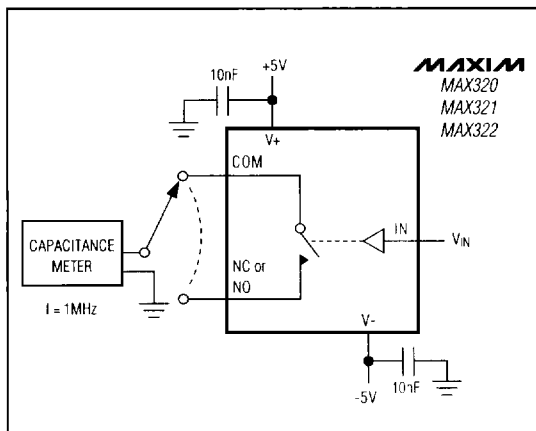 +5V
10nF
MAXIM
MAX320
MAX321
MAX322
V+
COM
IN
VIN
CAPACITANCE
METER
NC or
NO
f = 1MHz
V-
10nF
-5V